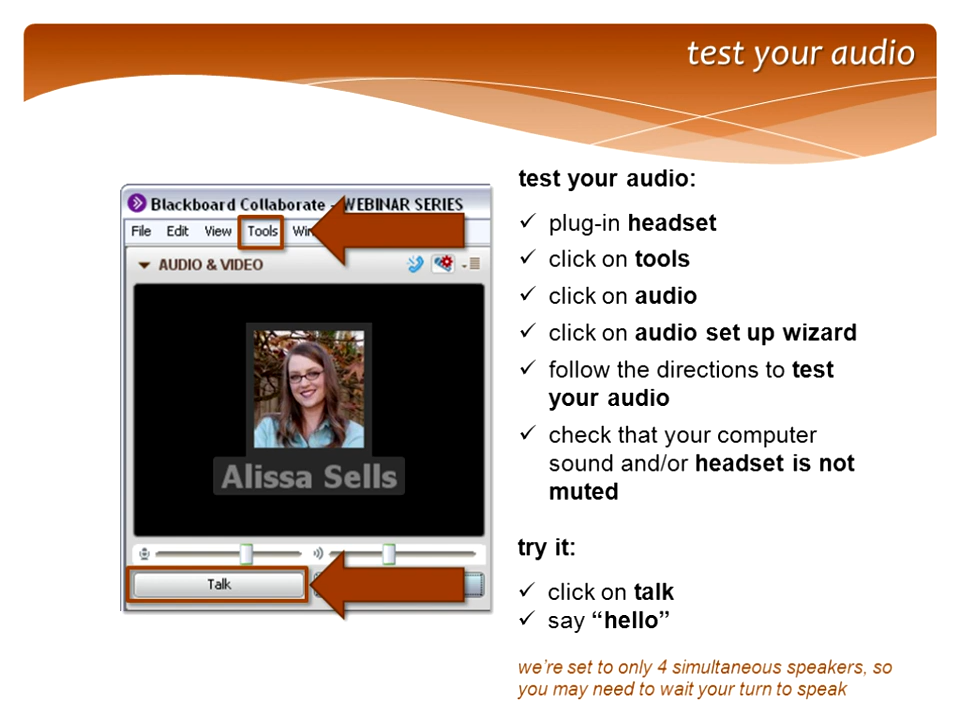 test your audio
test your audio:
✓ plug-in headset
✓ click on tools
✓ click on audio
✓ click on audio set up wizard
✓ follow the directions to test
your audio
✓ check that your computer
sound and/or headset is not
muted
try it:
✓ click on talk
✓ say “hello”
we’re set to only 4 simultaneous speakers, so
you may need to wait your turn to speak
Blackboard Collaborate - WEBINAR SERIES
File Edit View Tools
AUDIO & VIDEO
Alissa Sells
Talk